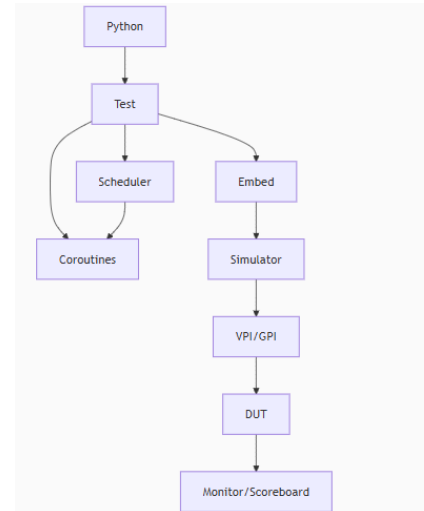 Python
Test
Scheduler
Embed
Coroutines
Simulator
VPI/GPI
DUT
Monitor/Scoreboard